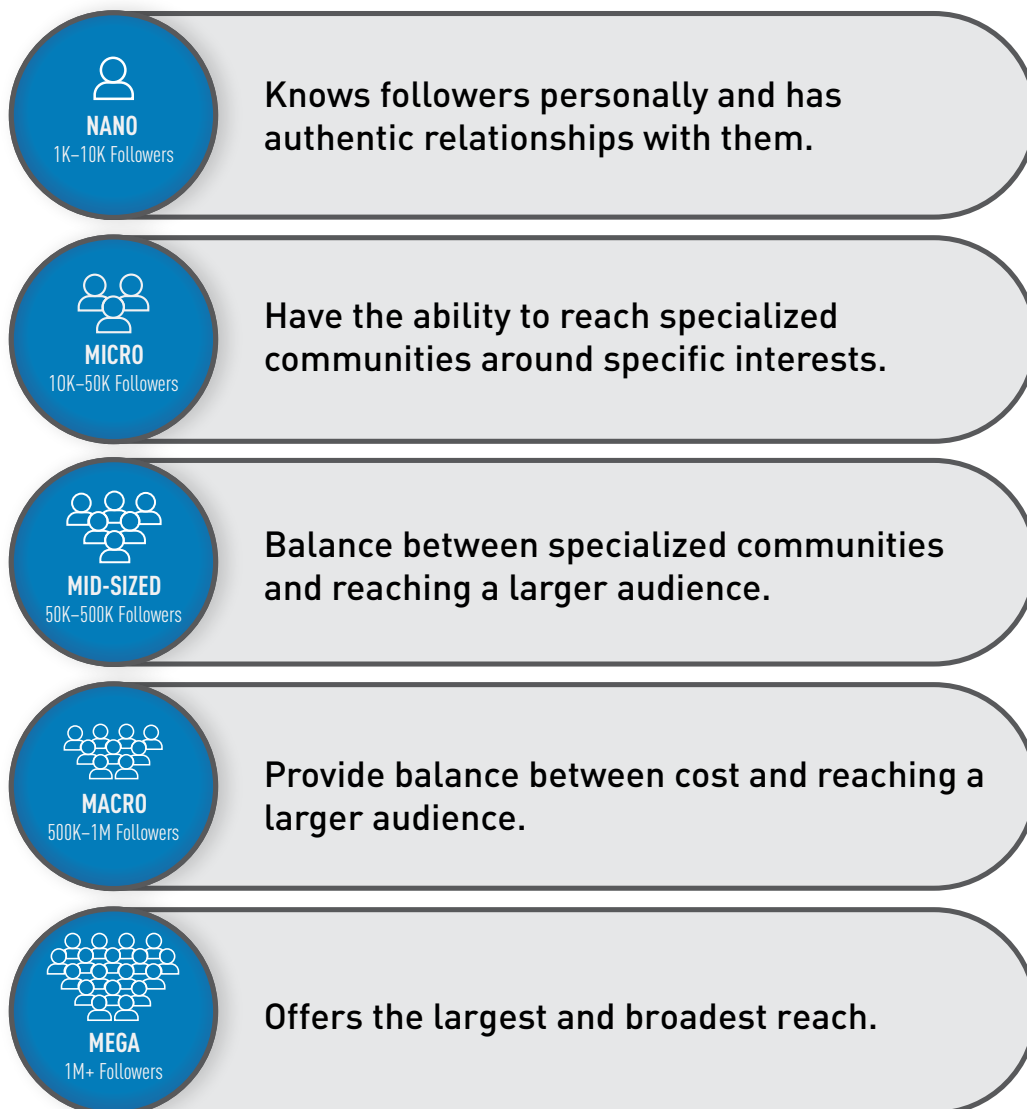 NANO
1K–10K Followers
Knows followers personally and has
authentic relationships with them.
MICRO
10K–50K Followers
Have the ability to reach specialized
communities around specific interests.
MID-SIZED
50K–500K Followers
Balance between specialized communities
and reaching a larger audience.
MACRO
500K–1M Followers
Provide balance between cost and reaching a
larger audience.
MEGA
1M+ Followers
Offers the largest and broadest reach.